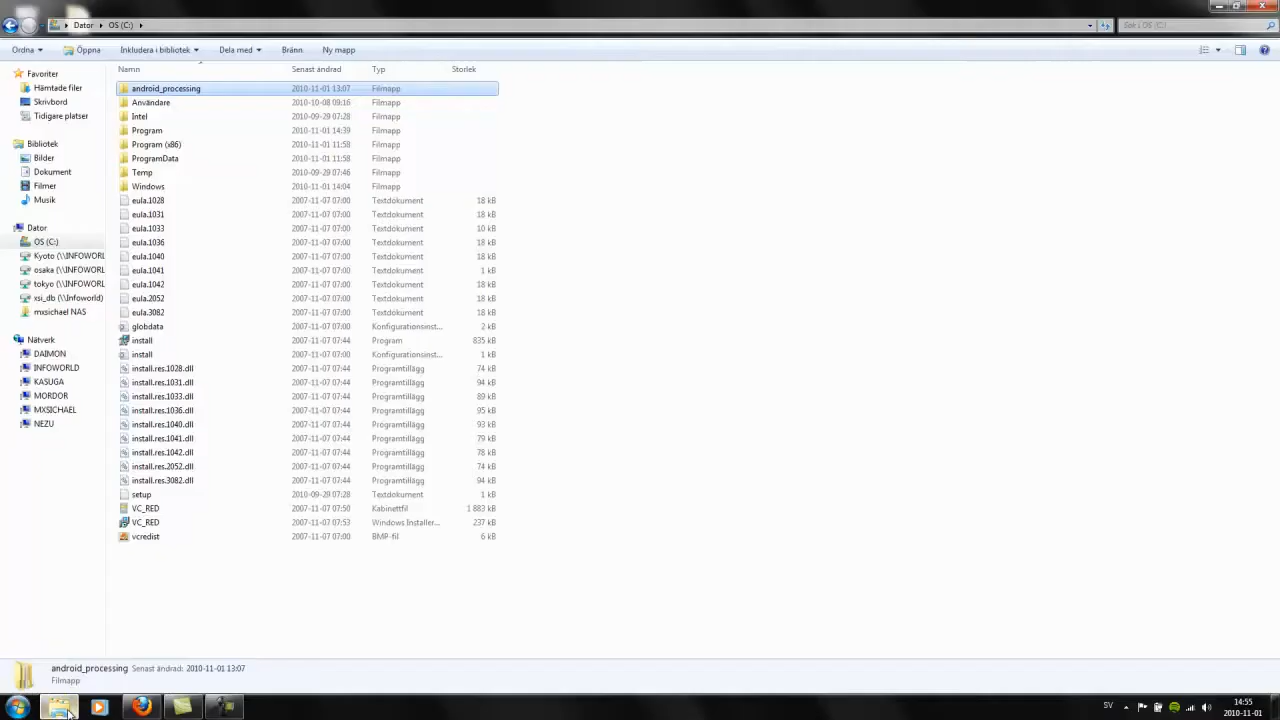 Dator OS (C:) Sök i OS (C:)
Ordna Öppna Inkludera i bibliotek Dela med Bränn Ny mapp
Namn Senast ändrad Typ Storlek
Favoriter
Hämtade filer
Skrivbord
Tidigare platser
Bibliotek
Bilder
Dokument
Filmer
Musik
Dator
OS (C:)
Kyoto (\\INFOWORL
osaka (\\INFOWORL
tokyo (\\INFOWORL
xsi_db (\\Infoworld)
mxsichael NAS
Nätverk
DAIMON
INFOWORLD
KASUGA
MORDOR
MXSICHAEL
NEZU
android_processing 2010-11-01 13:07 Filmapp
Användare 2010-10-08 09:16 Filmapp
Intel 2010-09-29 07:28 Filmapp
Program 2010-11-01 14:39 Filmapp
Program (x86) 2010-11-01 11:58 Filmapp
ProgramData 2010-11-01 11:58 Filmapp
Temp 2010-09-29 07:46 Filmapp
Windows 2010-11-01 14:04 Filmapp
eula.1028 2007-11-07 07:00 Textdokument 18 kB
eula.1031 2007-11-07 07:00 Textdokument 18 kB
eula.1033 2007-11-07 07:00 Textdokument 10 kB
eula.1036 2007-11-07 07:00 Textdokument 18 kB
eula.1040 2007-11-07 07:00 Textdokument 18 kB
eula.1041 2007-11-07 07:00 Textdokument 1 kB
eula.1042 2007-11-07 07:00 Textdokument 18 kB
eula.2052 2007-11-07 07:00 Textdokument 18 kB
eula.3082 2007-11-07 07:00 Textdokument 18 kB
globdata 2007-11-07 07:00 Konfigurationsinst... 2 kB
install 2007-11-07 07:44 Program 835 kB
install 2007-11-07 07:00 Konfigurationsinst... 1 kB
install.res.1028.dll 2007-11-07 07:44 Programtillägg 74 kB
install.res.1031.dll 2007-11-07 07:44 Programtillägg 94 kB
install.res.1033.dll 2007-11-07 07:44 Programtillägg 89 kB
install.res.1036.dll 2007-11-07 07:44 Programtillägg 95 kB
install.res.1040.dll 2007-11-07 07:44 Programtillägg 93 kB
install.res.1041.dll 2007-11-07 07:44 Programtillägg 79 kB
install.res.1042.dll 2007-11-07 07:44 Programtillägg 78 kB
install.res.2052.dll 2007-11-07 07:44 Programtillägg 74 kB
install.res.3082.dll 2007-11-07 07:44 Programtillägg 94 kB
setup 2010-09-29 07:28 Textdokument 1 kB
VC_RED 2007-11-07 07:50 Kabinettfil 1 883 kB
VC_RED 2007-11-07 07:53 Windows Installer... 237 kB
vcredist 2007-11-07 07:00 BMP-fil 6 kB
android_processing Senast ändrad: 2010-11-01 13:07
Filmapp
SV 14:55
2010-11-01